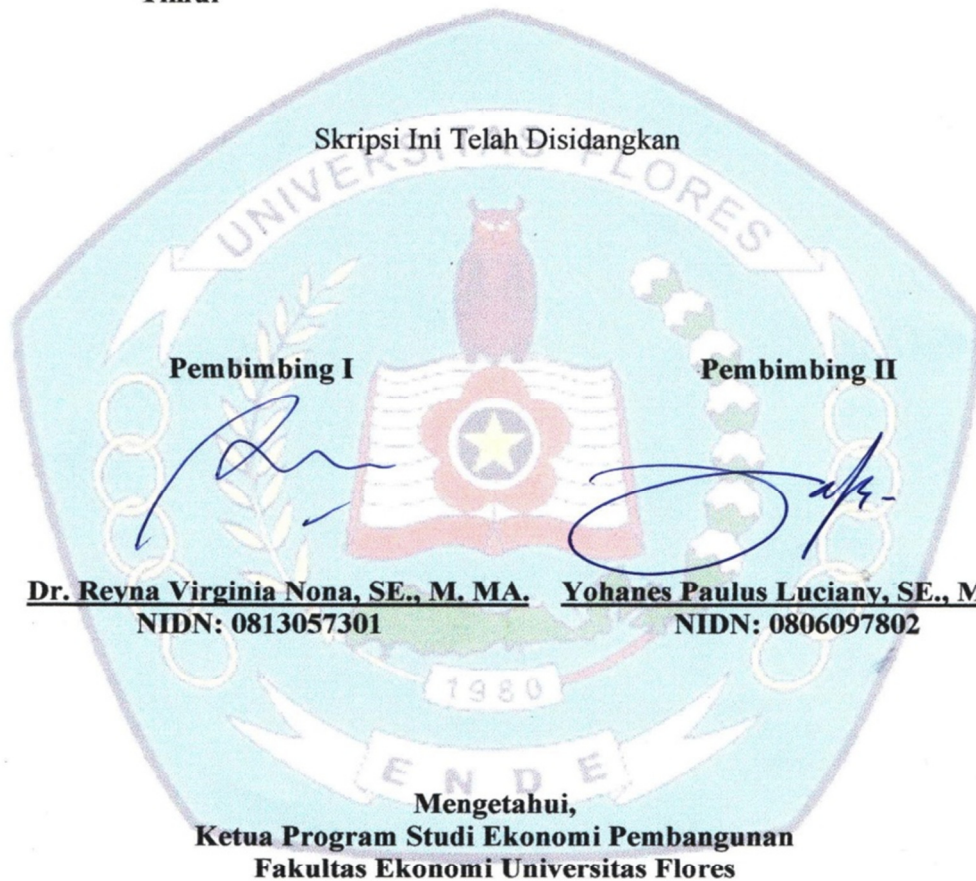 Timur
Skripsi Ini Telah Disidangkan
UNIVERSITAS FLORES
Pembimbing I Pembimbing II
Dr. Reyna Virginia Nona, SE., M. MA. Yohanes Paulus Luciany, SE., M
NIDN: 0813057301 NIDN: 0806097802
1980
ENDE
Mengetahui,
Ketua Program Studi Ekonomi Pembangunan
Fakultas Ekonomi Universitas Flores